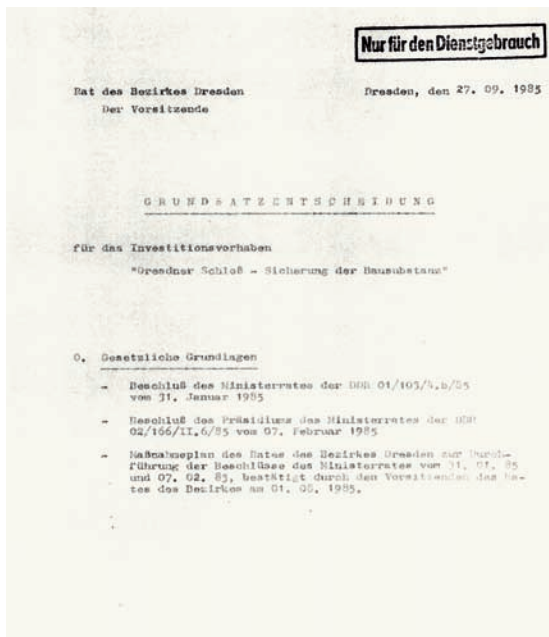 Nur für den Dienstgebrauch
Rat des Bezirkes Dresden Dresden, den 27. 09. 1985
Der Vorsitzende
GRUNDSATZENTSCHEIDUNG
für das Investitionsvorhaben
"Dresdner Schloß - Sicherung der Bausubstanz"
0. Gesetzliche Grundlagen
- Beschluß des Ministerrates der DDR 01/103/4.b/85
vom 31. Januar 1985
- Beschluß des Präsidiums des Ministerrates der DDR
02/166/II.6/85 vom 07. Februar 1985
- Maßnahmeplan des Rates des Bezirkes Dresden zur Durch-
führung der Beschlüsse des Ministerrates vom 31. 01. 85
und 07. 02. 85, bestätigt durch den Vorsitzenden des Ra-
tes des Bezirkes am 01. 1985.